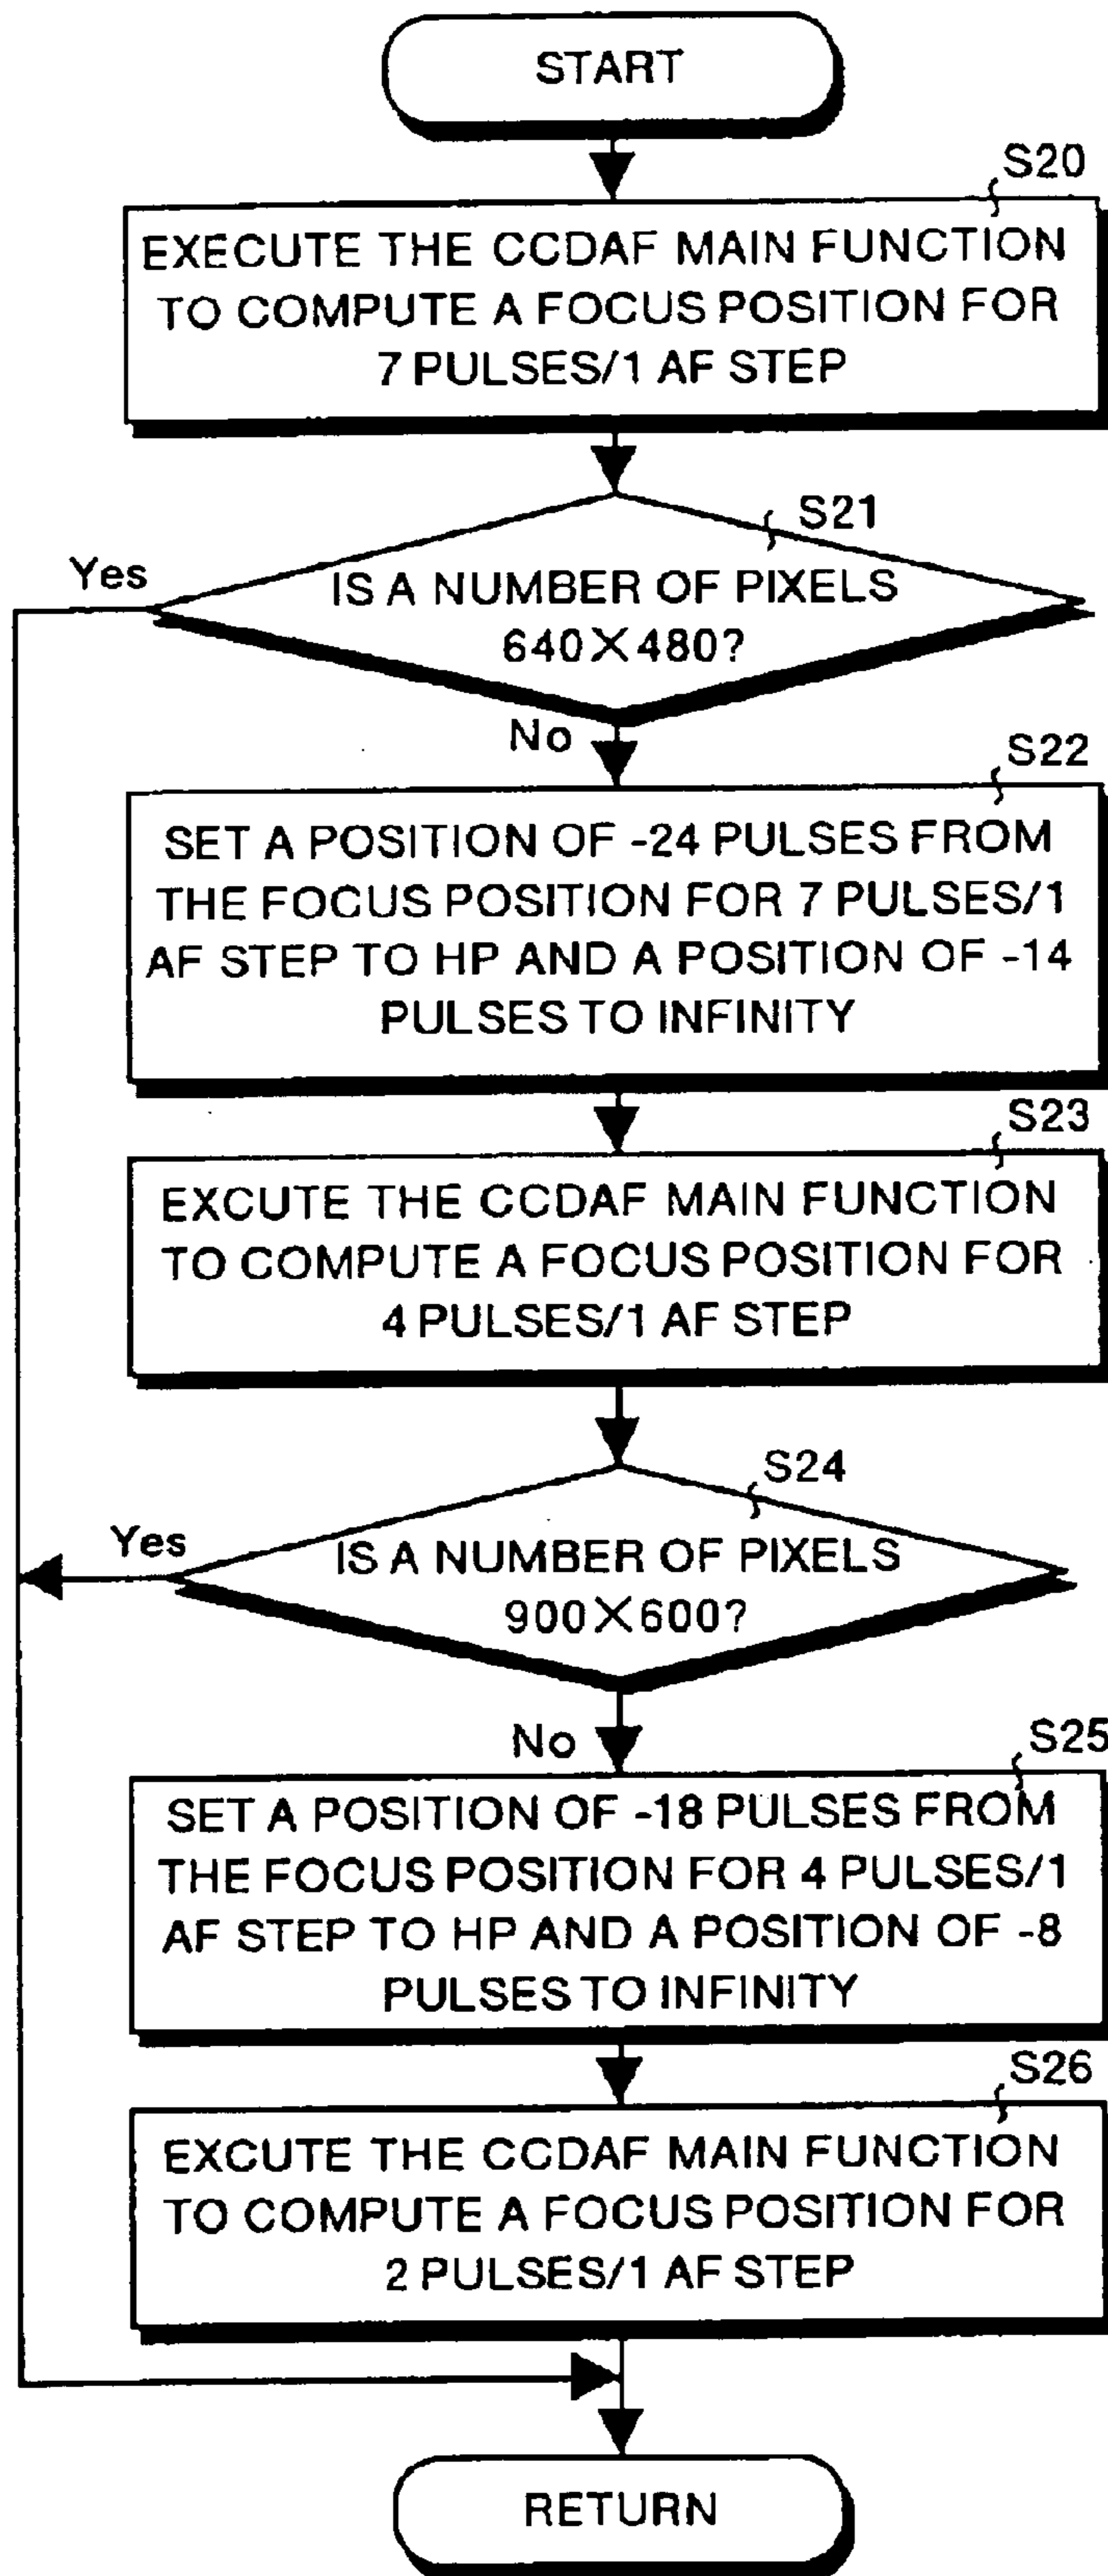 START
S20
EXECUTE THE CCDAF MAIN FUNCTION
TO COMPUTE A FOCUS POSITION FOR
7 PULSES/1 AF STEP
S21
Yes
IS A NUMBER OF PIXELS
640×480?
No
S22
SET A POSITION OF -24 PULSES FROM
THE FOCUS POSITION FOR 7 PULSES/1
AF STEP TO HP AND A POSITION OF -14
PULSES TO INFINITY
S23
EXCUTE THE CCDAF MAIN FUNCTION
TO COMPUTE A FOCUS POSITION FOR
4 PULSES/1 AF STEP
S24
Yes
IS A NUMBER OF PIXELS
900×600?
No
S25
SET A POSITION OF -18 PULSES FROM
THE FOCUS POSITION FOR 4 PULSES/1
AF STEP TO HP AND A POSITION OF -8
PULSES TO INFINITY
S26
EXCUTE THE CCDAF MAIN FUNCTION
TO COMPUTE A FOCUS POSITION FOR
2 PULSES/1 AF STEP
RETURN